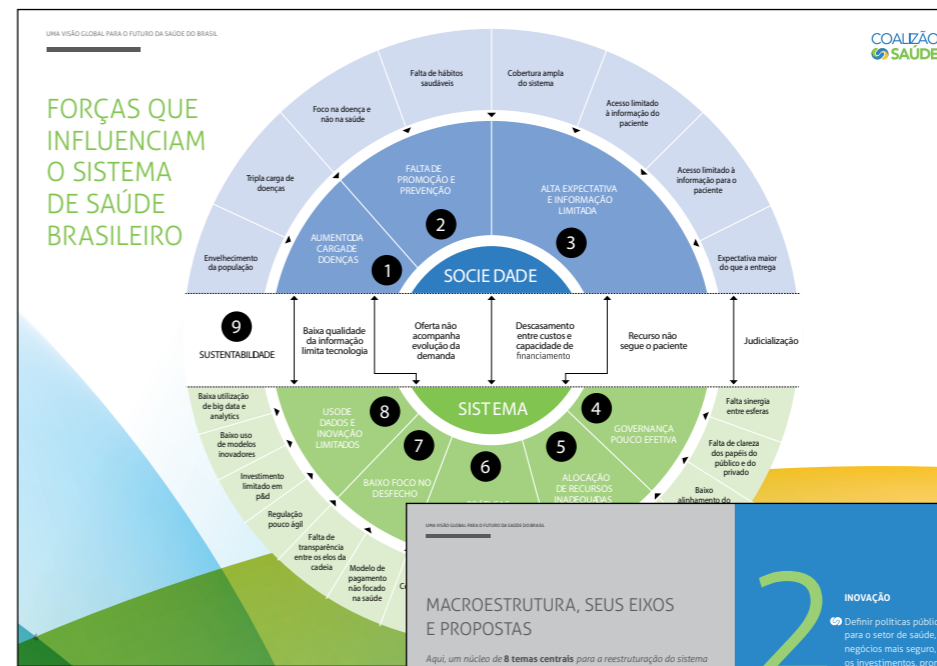 UMA VISÃO GLOBAL PARA O FUTURO DA SAÚDE DO BRASIL
COALIZÃO
SAÚDE
FORÇAS QUE
INFLUENCIAM
O SISTEMA
DE SAÚDE
BRASILEIRO
Envelhecimento
da população
Tripla carga de
doenças
Foco na doença e
não na saúde
Falta de hábitos
saudáveis
Cobertura ampla
do sistema
Acesso limitado
à informação do
paciente
Acesso limitado à
informação para o
paciente
Expectativa maior
do que a entrega
AUMENTO DA
CARGA DE
DOENÇAS
1
FALTA DE
PROMOÇÃO E
PREVENÇÃO
2
ALTA EXPECTATIVA
E INFORMAÇÃO
LIMITADA
3
SOCIEDADE
9
SUSTENTABILIDADE
Baixa qualidade
da informação
limita tecnologia
Oferta não
acompanha
evolução da
demanda
Descasamento
entre custos e
capacidade de
financiamento
Recurso não
segue o paciente
Judicialização
SISTEMA
4
GOVERNANÇA
POUCO EFETIVA
5
ALOCAÇÃO
DE RECURSOS
INADEQUADAS
6
7
BAIXO FOCO NO
DESFECHO
8
USO DE
DADOS E
INOVAÇÃO
LIMITADOS
Falta sinergia
entre esferas
Falta de clareza
dos papéis do
público e do
privado
Baixo
alinhamento do
Baixa utilização
de big data e
analytics
Baixo uso
de modelos
inovadores
Investimento
limitado em
p&d
Regulação
pouco ágil
Falta de
transparência
entre os elos da
cadeia
Modelo de
pagamento
não focado
na saúde
UMA VISÃO GLOBAL PARA O FUTURO DA SAÚDE DO BRASIL
MACROESTRUTURA, SEUS EIXOS
E PROPOSTAS
Aqui, um núcleo de 8 temas centrais para a reestruturação do sistema
2
INOVAÇÃO
Definir políticas públic
para o setor de saúde,
negócios mais seguro,
os investimentos, pro